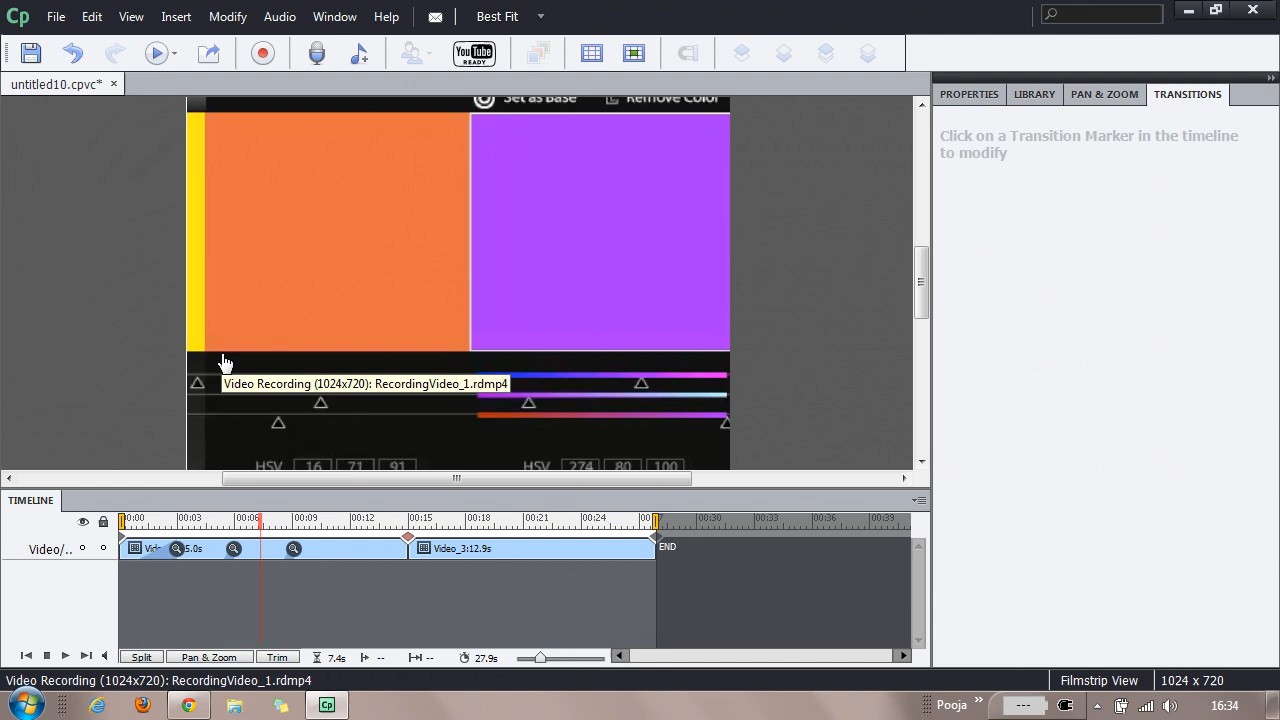 Cp File Edit View Insert Modify Audio Window Help Best Fit
YouTube READY
untitled10.cpvc* ×
PROPERTIES LIBRARY PAN & ZOOM TRANSITIONS
Click on a Transition Marker in the timeline
to modify
Set as Base Remove Color
Video Recording (1024x720): RecordingVideo_1.rdmp4
HSV 16 71 91 HSV 274 80 100
TIMELINE
00:00 00:03 00:06 00:09 00:12 00:15 00:18 00:21 00:24 00:30 00:33 00:36 00:39
Video/.. 5.0s Video_3:12.9s END
Split Pan & Zoom Trim 7.4s -- -- 27.9s
Video Recording (1024x720): RecordingVideo_1.rdmp4 Filmstrip View 1024 x 720
Cp Pooja » --- 16:34